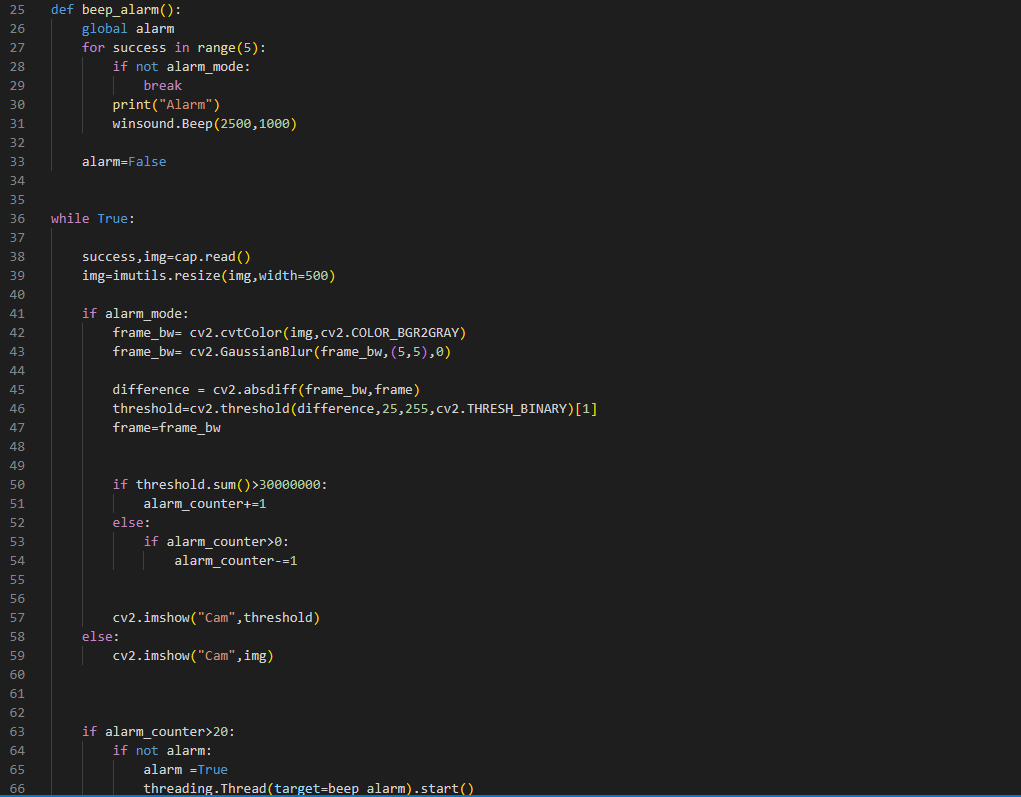 25 def beep_alarm():
26     global alarm
27     for success in range(5):
28         if not alarm_mode:
29             break
30         print("Alarm")
31         winsound.Beep(2500,1000)
32
33     alarm=False
34
35
36 while True:
37
38     success,img=cap.read()
39     img=imutils.resize(img,width=500)
40
41     if alarm_mode:
42         frame_bw= cv2.cvtColor(img,cv2.COLOR_BGR2GRAY)
43         frame_bw= cv2.GaussianBlur(frame_bw,(5,5),0)
44
45         difference = cv2.absdiff(frame_bw,frame)
46         threshold=cv2.threshold(difference,25,255,cv2.THRESH_BINARY)[1]
47         frame=frame_bw
48
49
50         if threshold.sum()>30000000:
51             alarm_counter+=1
52         else:
53             if alarm_counter>0:
54                 alarm_counter-=1
55
56
57         cv2.imshow("Cam",threshold)
58     else:
59         cv2.imshow("Cam",img)
60
61
62
63     if alarm_counter>20:
64         if not alarm:
65             alarm =True
66             threading.Thread(target=beep_alarm).start()